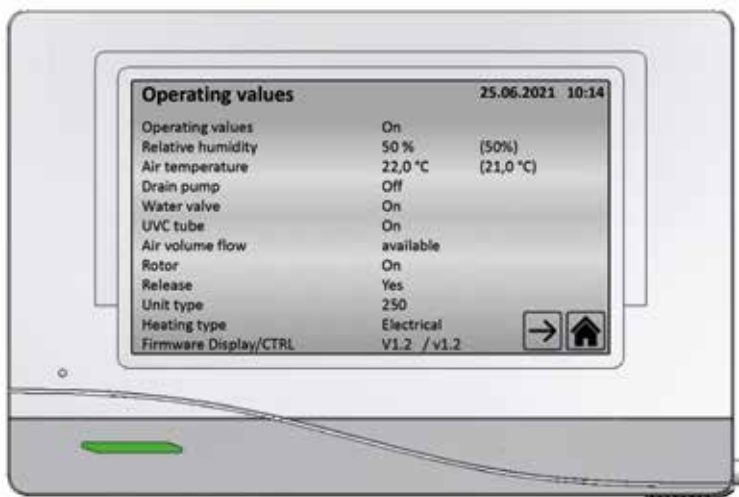 Operating values 25.06.2021 10:14
Operating values On
Relative humidity 50 % (50%)
Air temperature 22,0 °C (21,0 °C)
Drain pump Off
Water valve On
UVC tube On
Air volume flow available
Rotor On
Release Yes
Unit type 250
Heating type Electrical
Firmware Display/CTRL V1.2 / v1.2